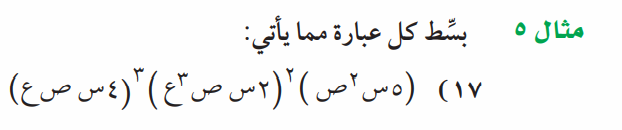 مثال ٥ بسِّط كل عبارة مما يأتي:
١٧) (٥س٢ص)٢(٢س ص٣ع)٣(٤س ص ع)